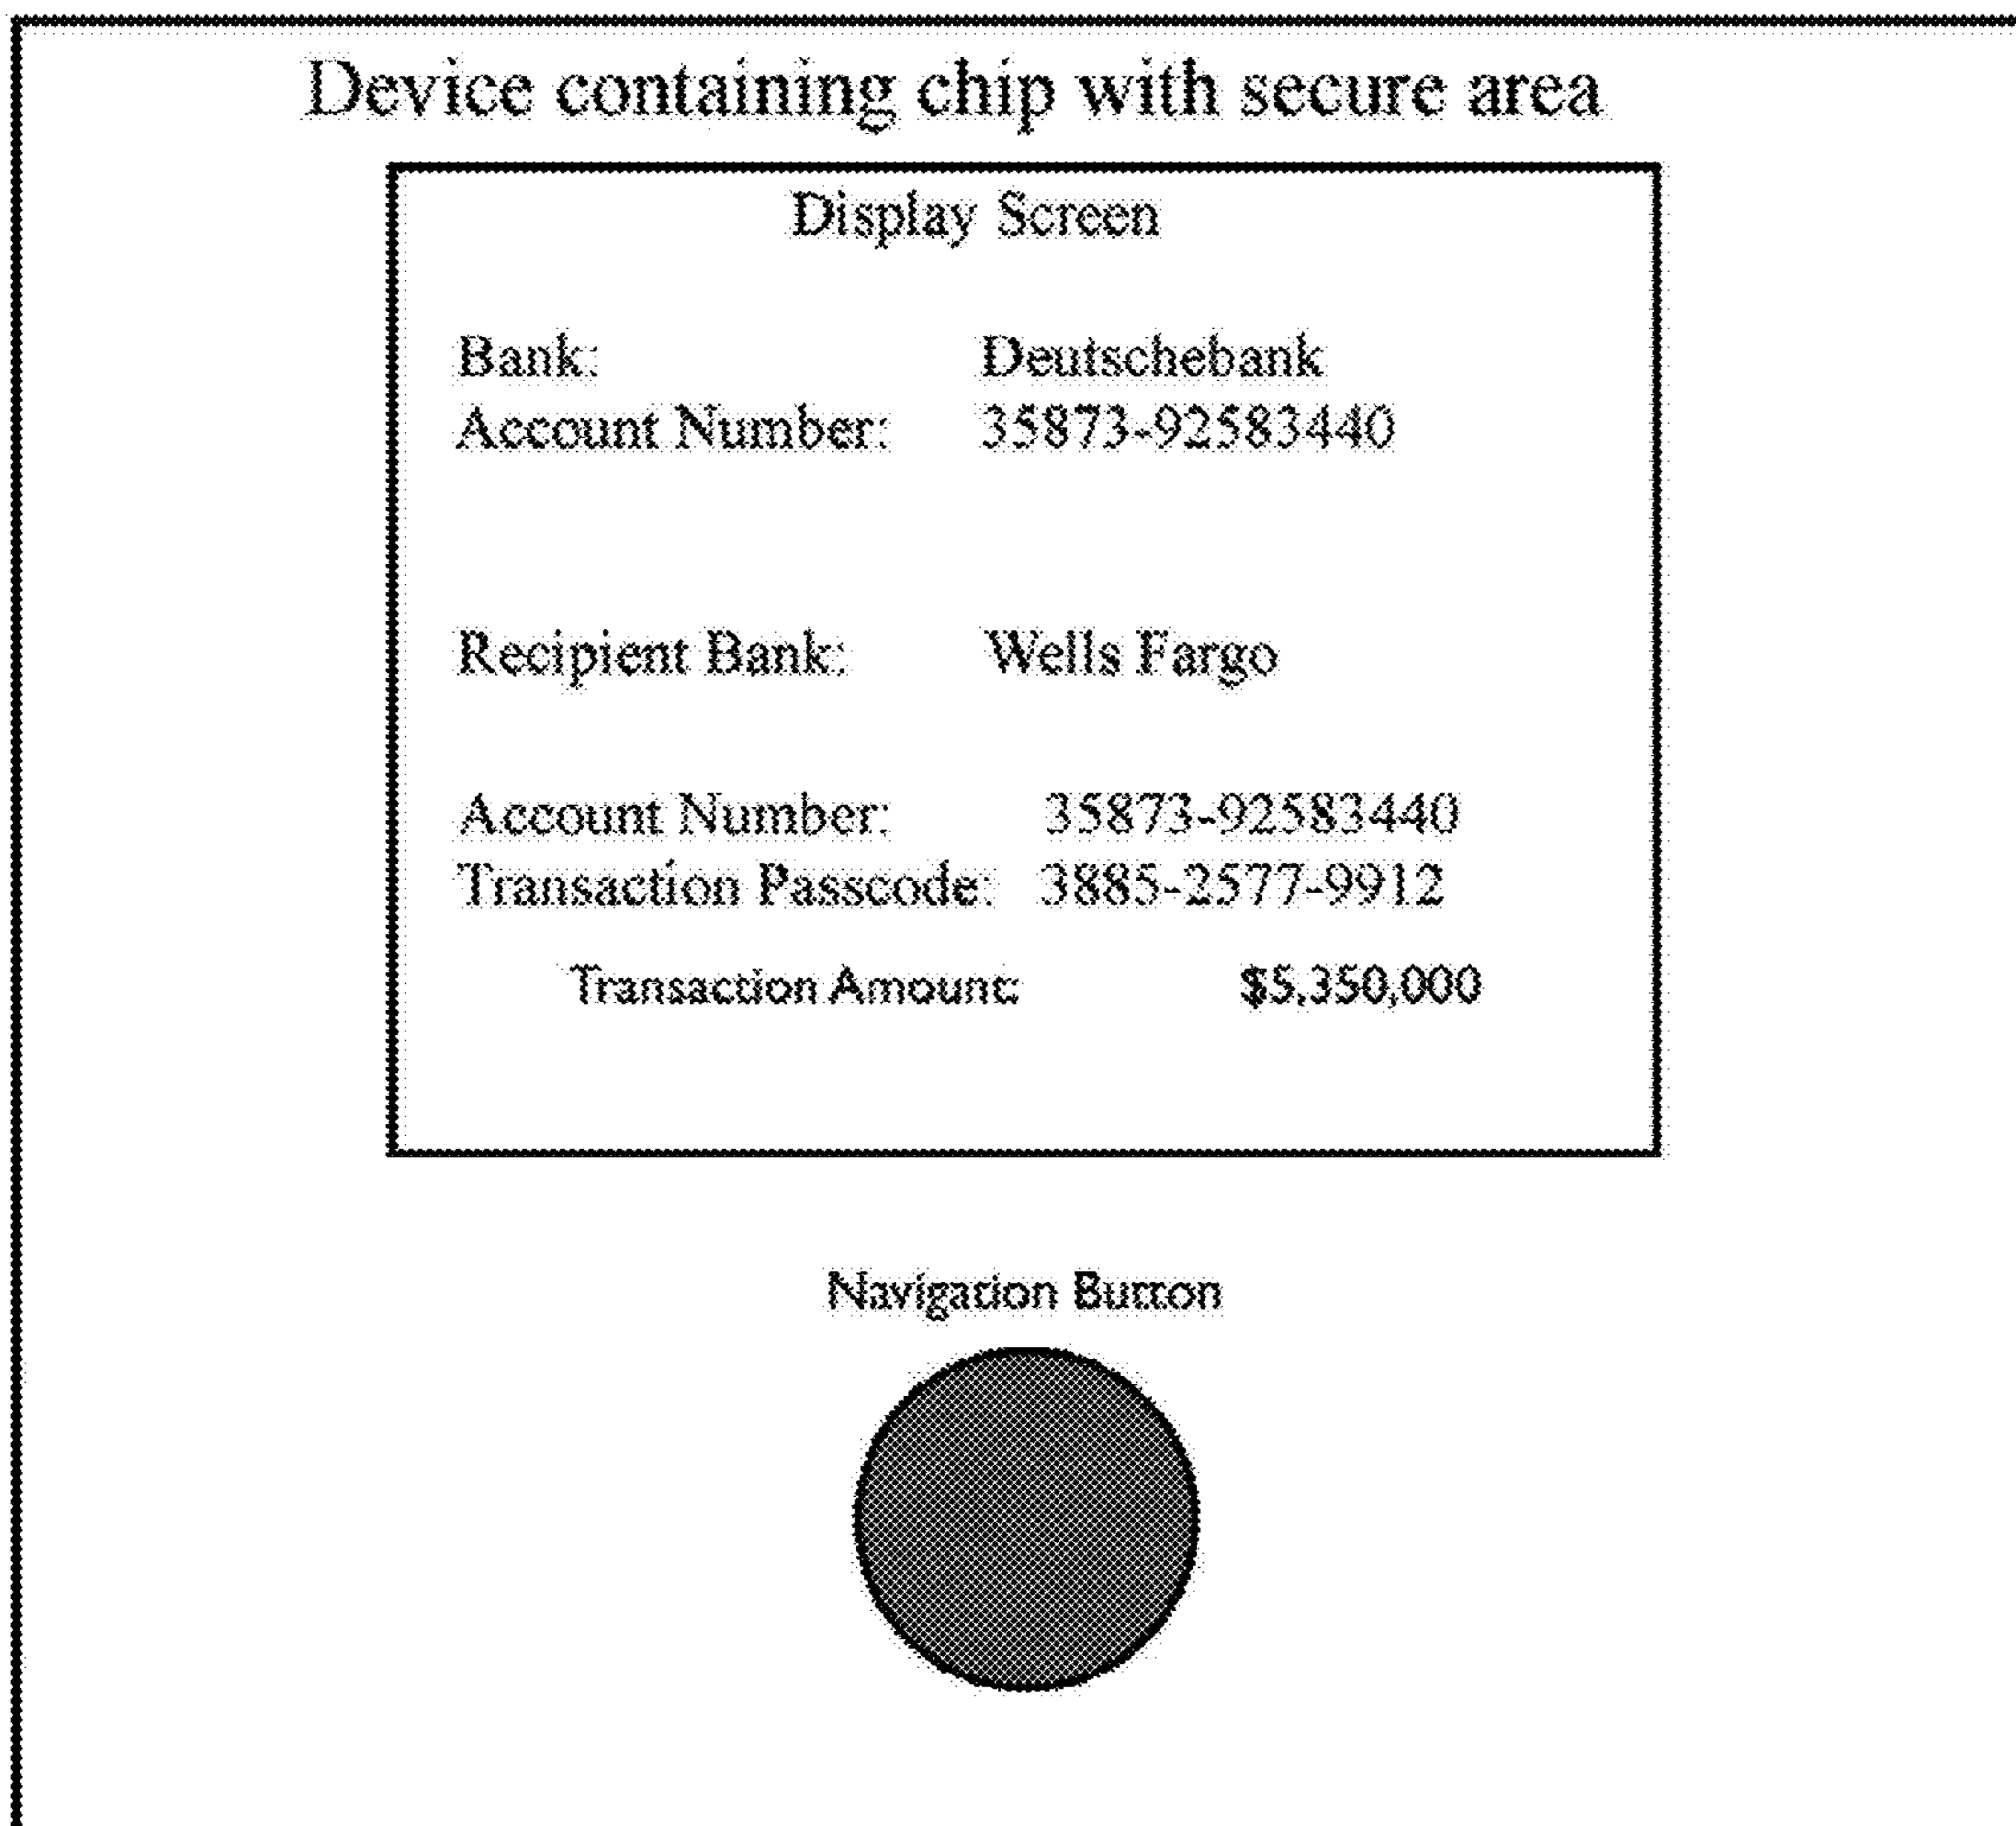 Device containing chip with secure area
Display Screen
Bank: Deutschebank
Account Number: 35873-92583440
Recipient Bank: Wells Fargo
Account Number: 35873-92583440
Transaction Passcode: 3885-2577-9912
Transaction Amount: $5,350,000
Navigation Button